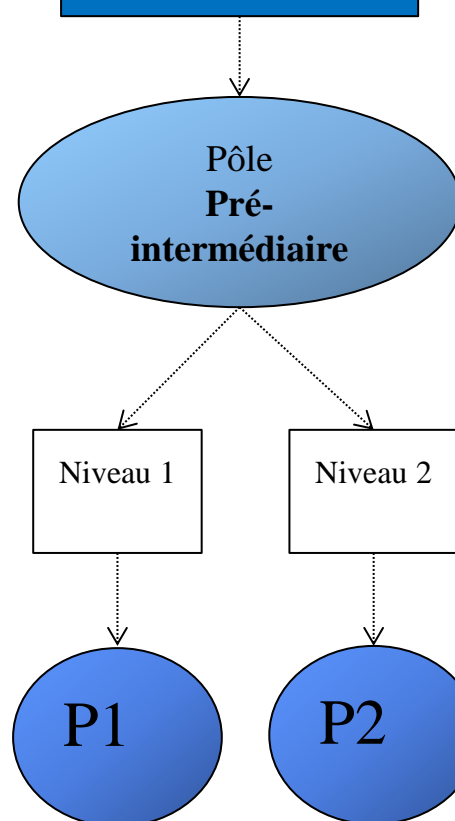 Pôle
Pré-
intermédiaire
Niveau 1
Niveau 2
P1
P2